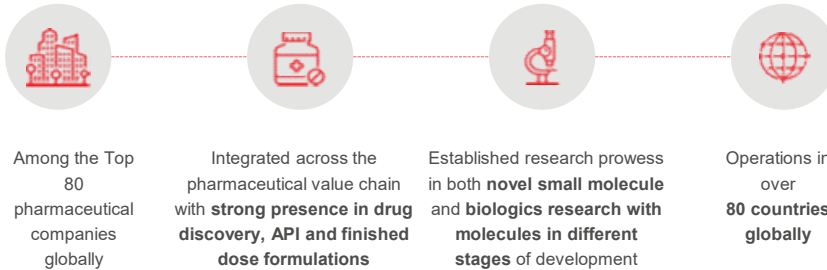 Among the Top
80
pharmaceutical
companies
globally
Integrated across the
pharmaceutical value chain
with strong presence in drug
discovery, API and finished
dose formulations
Established research prowess
in both novel small molecule
and biologics research with
molecules in different
stages of development
Operations in
over
80 countries
globally